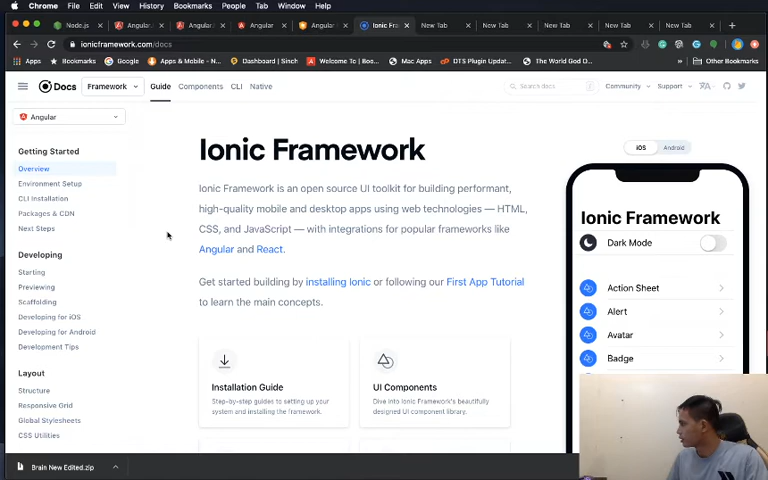 Chrome File Edit View History Bookmarks People Tab Window Help
Node.js Angular Angular Angular Angular Ionic Fra New Tab New Tab New Tab New Tab New Tab
ionicframework.com/docs
Apps Bookmarks Google Apps & Mobile - N... Dashboard | Sinch Welcome To | Boo... Mac Apps DTS Plugin Updat... The World God O... Other Bookmarks
Docs Framework Guide Components CLI Native Search docs / Community Support
Angular
Getting Started
Overview
Environment Setup
CLI Installation
Packages & CDN
Next Steps
Developing
Starting
Previewing
Scaffolding
Developing for iOS
Developing for Android
Development Tips
Layout
Structure
Responsive Grid
Global Stylesheets
CSS Utilities
Ionic Framework
Ionic Framework is an open source UI toolkit for building performant,
high-quality mobile and desktop apps using web technologies — HTML,
CSS, and JavaScript — with integrations for popular frameworks like
Angular and React.
Get started building by installing Ionic or following our First App Tutorial
to learn the main concepts.
Installation Guide
Step-by-step guides to setting up your
system and installing the framework.
UI Components
Dive into Ionic Framework's beautifully
designed UI component library.
iOS Android
Ionic Framework
Dark Mode
Action Sheet
Alert
Avatar
Badge
Brain New Edited.zip